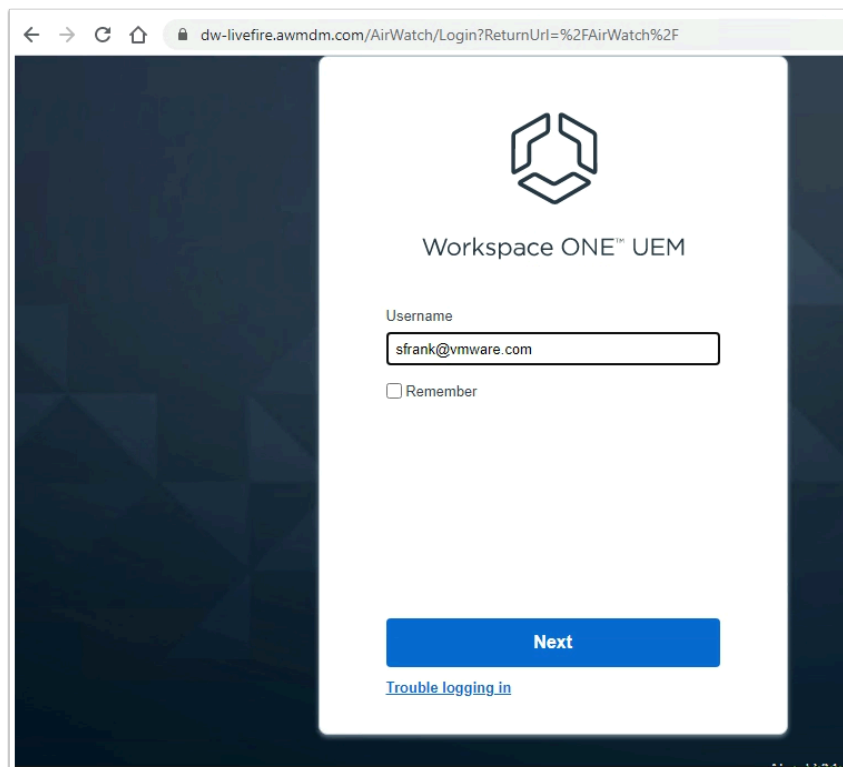 dw-livefire.awmdm.com/AirWatch/Login?ReturnUrl=%2FAirWatch%2F
Workspace ONE™ UEM
Username
sfrank@vmware.com
Remember
Next
Trouble logging in